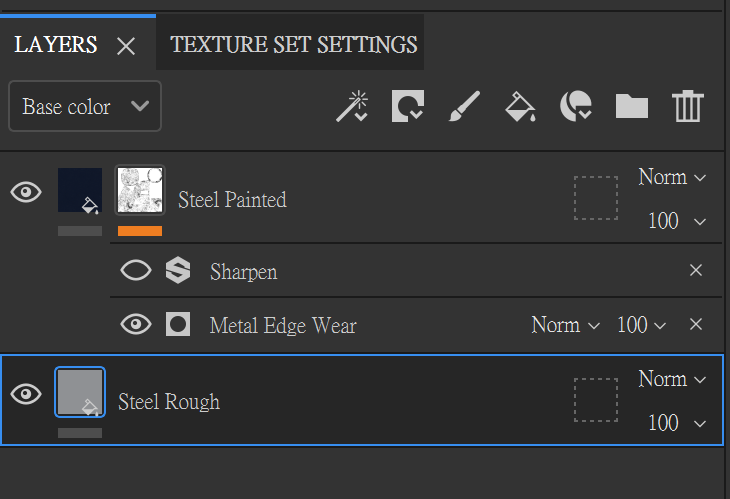 LAYERS TEXTURE SET SETTINGS
Base color
Steel Painted Norm
100
Sharpen
Metal Edge Wear Norm 100
Steel Rough Norm
100